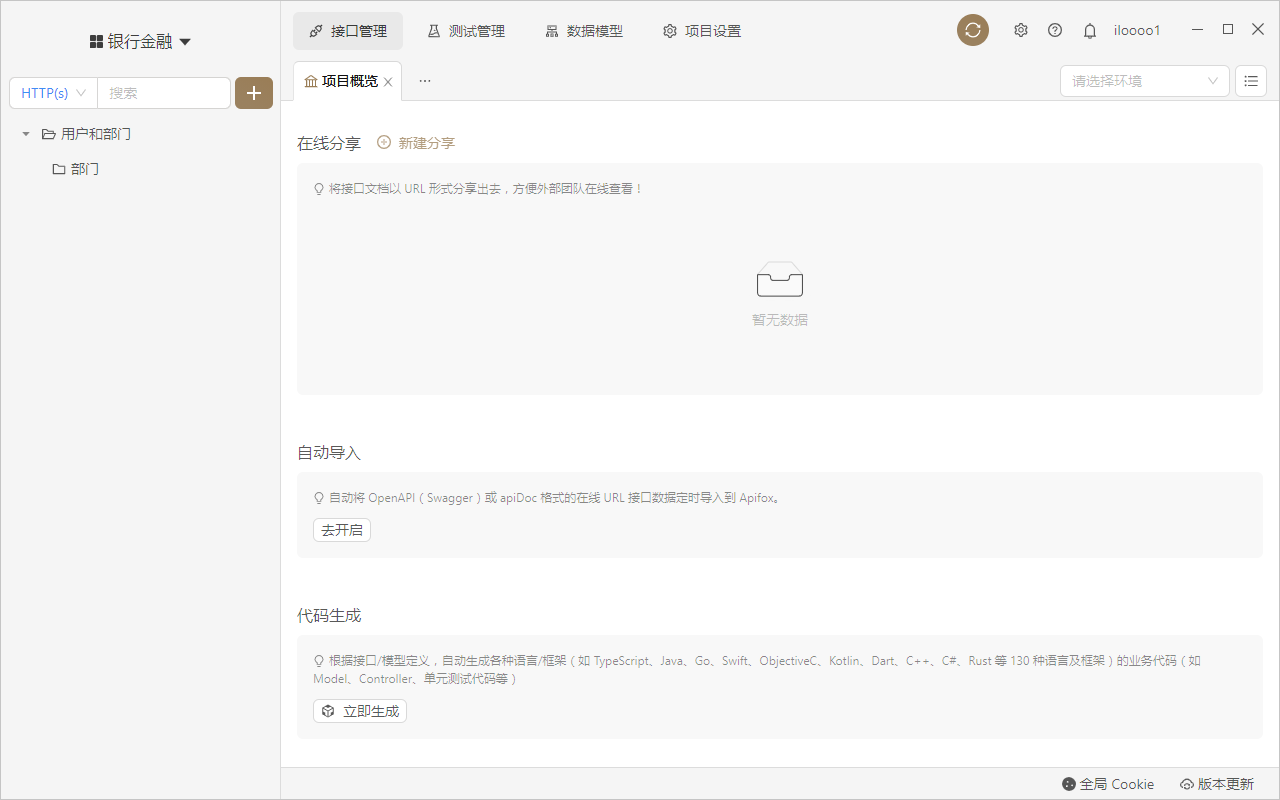 银行金融
接口管理
测试管理
数据模型
项目设置
iloooo1
HTTP(s)
搜索
项目概览
请选择环境
用户和部门
部门
在线分享
新建分享
将接口文档以 URL 形式分享出去，方便外部团队在线查看！
暂无数据
自动导入
自动将 OpenAPI（Swagger）或 apiDoc 格式的在线 URL 接口数据定时导入到 Apifox。
去开启
代码生成
根据接口/模型定义，自动生成各种语言/框架（如 TypeScript、Java、Go、Swift、ObjectiveC、Kotlin、Dart、C++、C#、Rust 等 130 种语言及框架）的业务代码（如
Model、Controller、单元测试代码等）
立即生成
全局 Cookie
版本更新